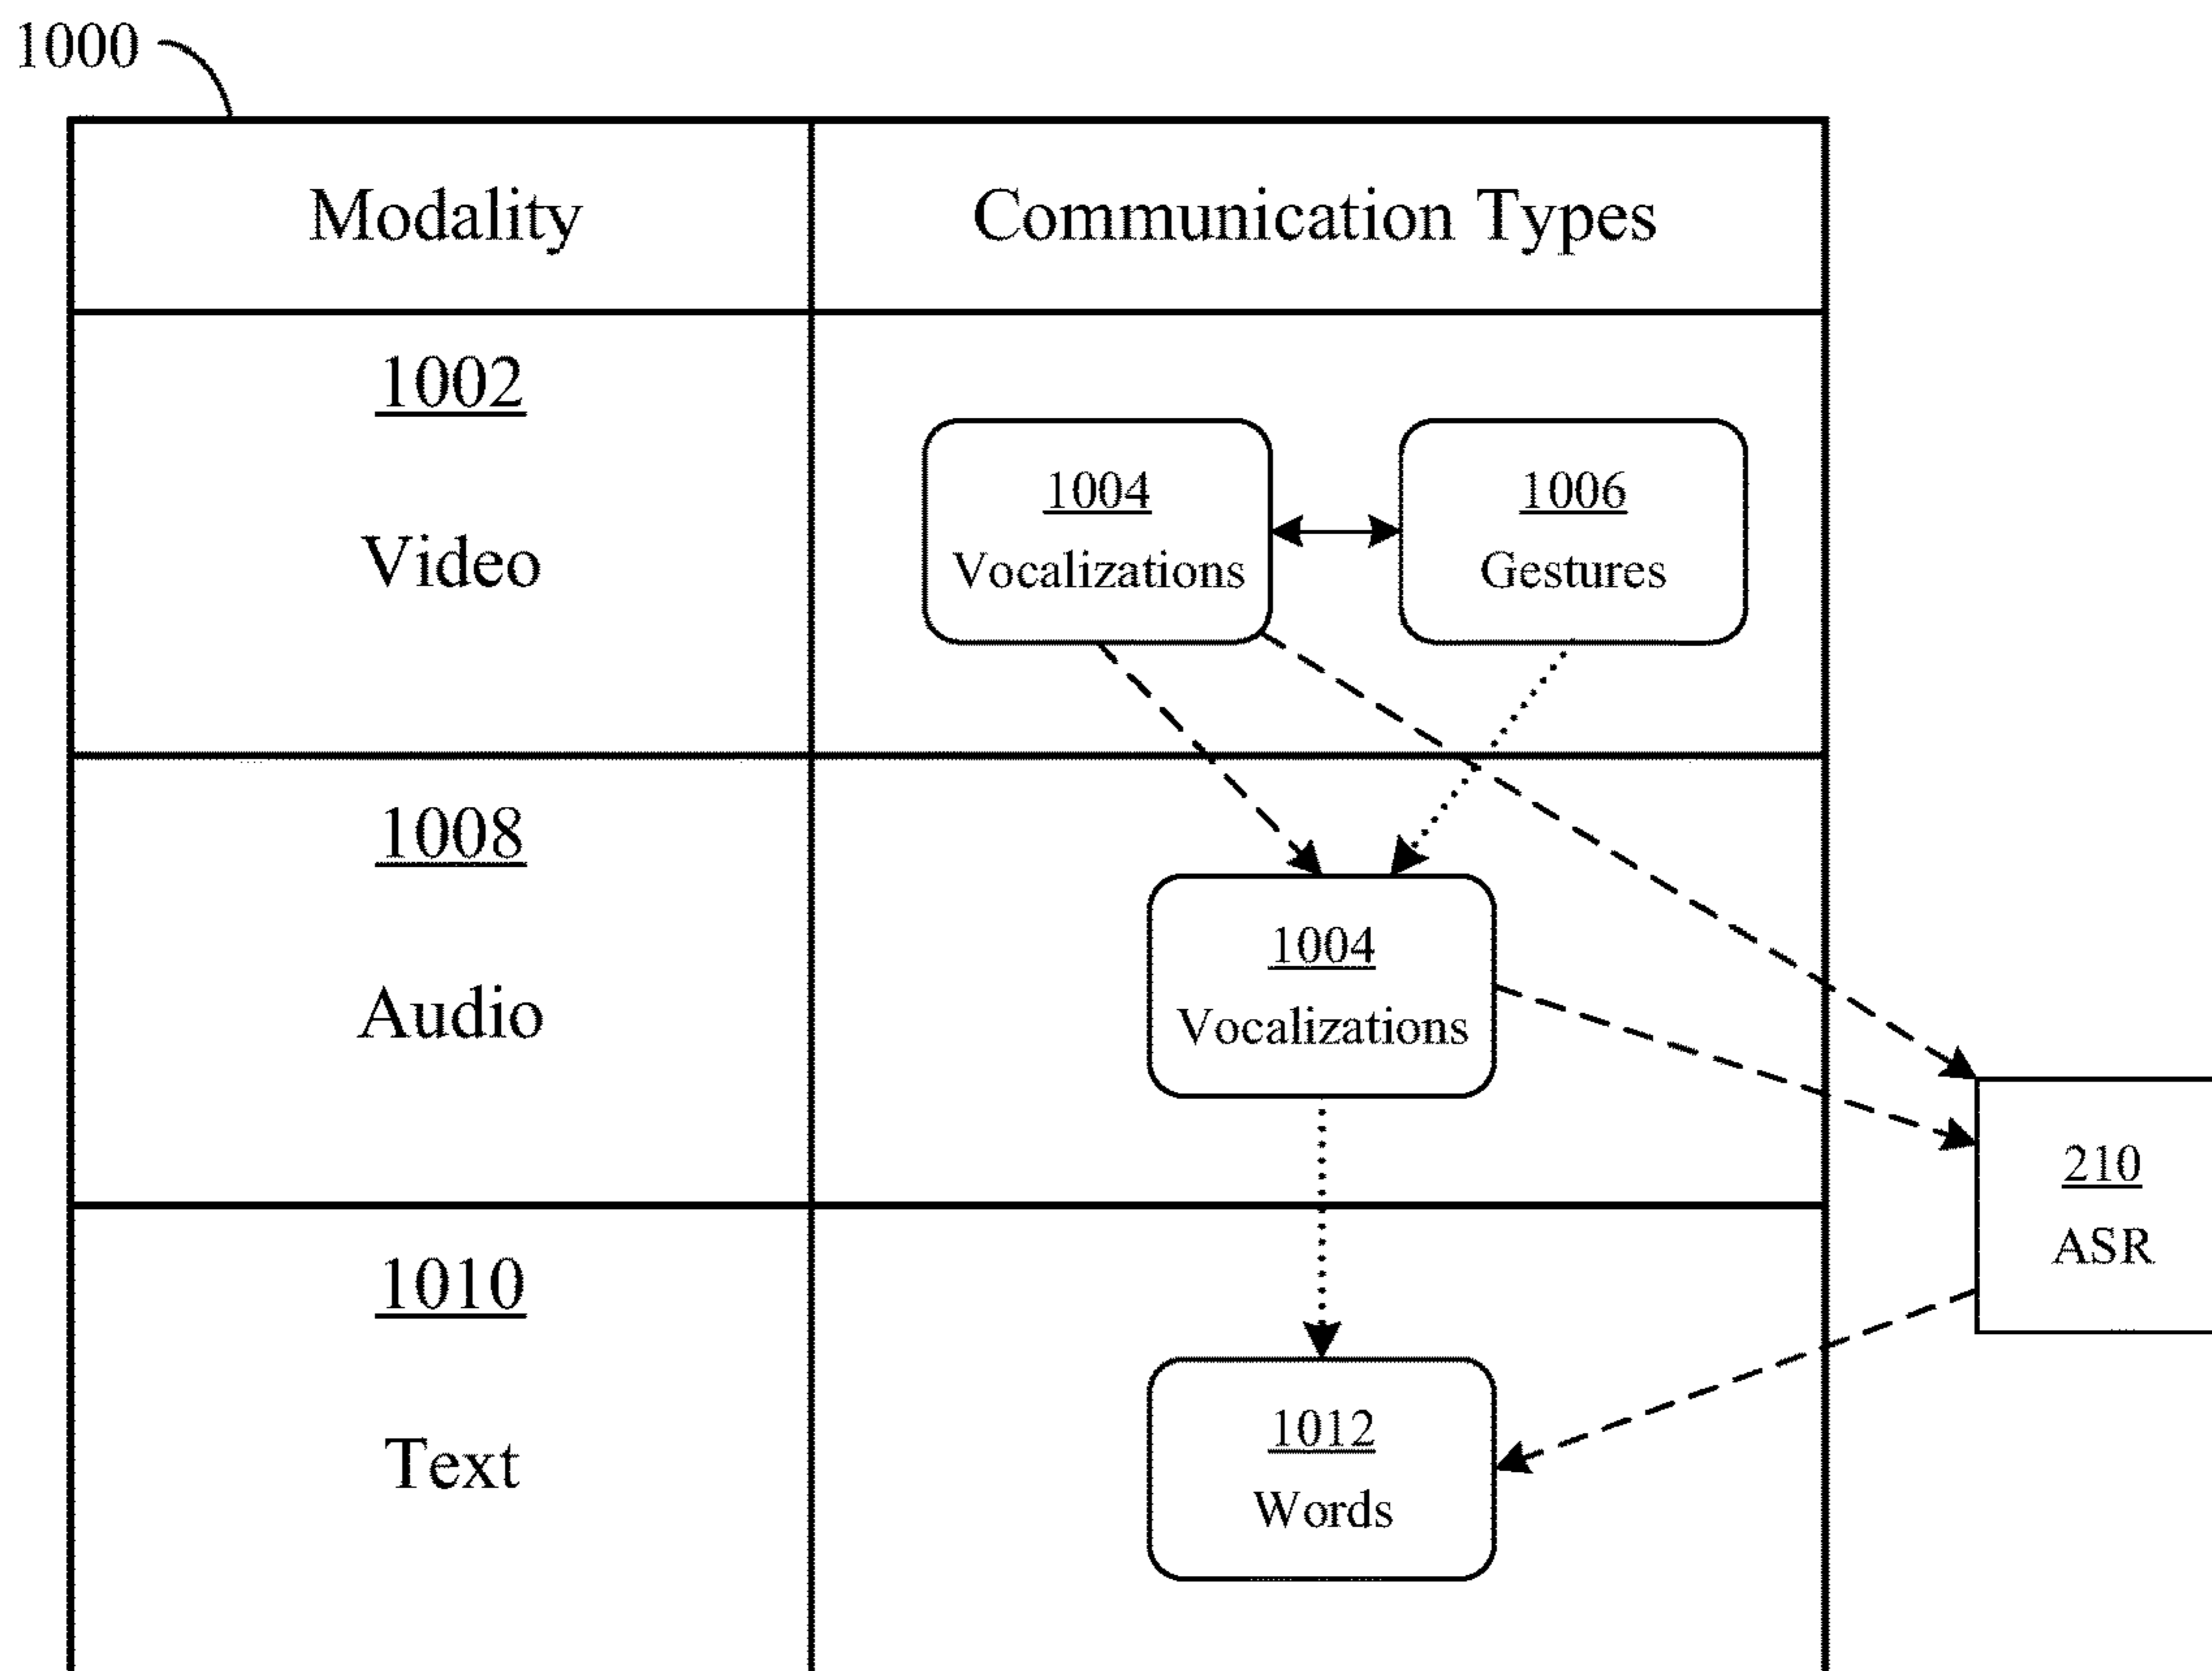 1000
Modality
Communication Types
1002
Video
1004
Vocalizations
1006
Gestures
1008
Audio
1004
Vocalizations
210
ASR
1010
Text
1012
Words